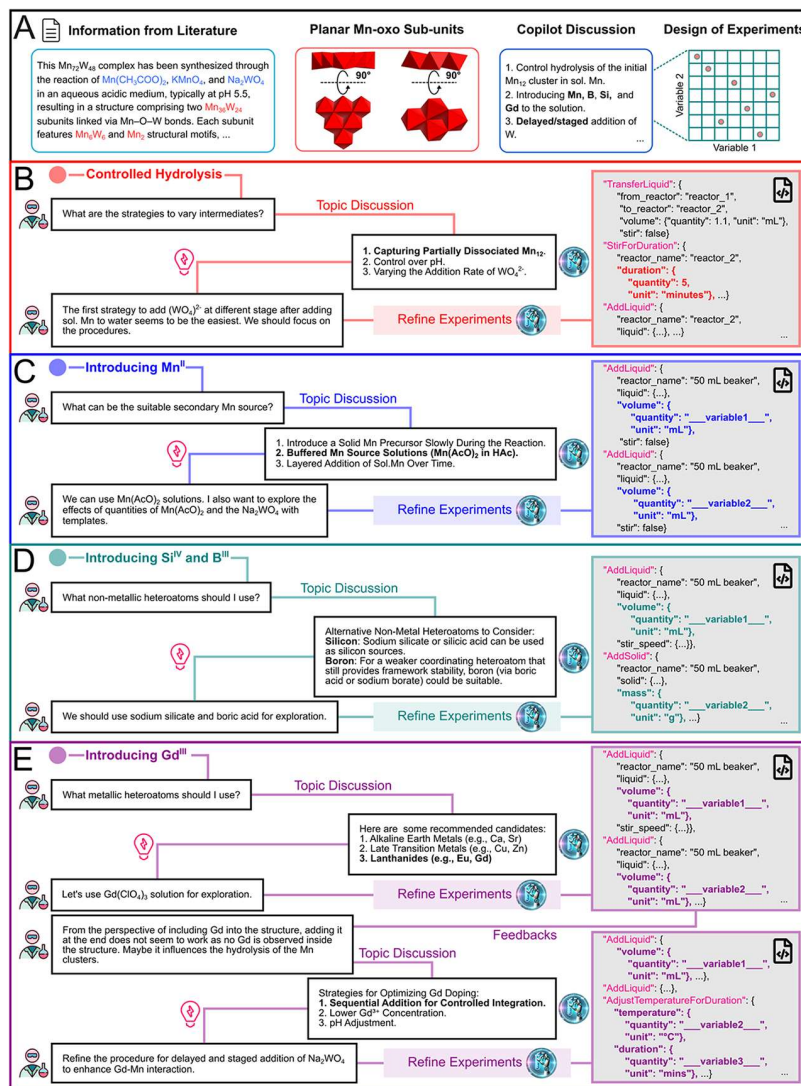 A
Information from Literature
This Mn72W48 complex has been synthesized through
the reaction of Mn(CH3COO)2, KMnO4, and Na2WO4
in an aqueous acidic medium, typically at pH 5.5,
resulting in a structure comprising two Mn36W24
subunits linked via Mn–O–W bonds. Each subunit
features Mn6W6 and Mn2 structural motifs, ...
Planar Mn-oxo Sub-units
90°
90°
Copilot Discussion
1. Control hydrolysis of the initial
Mn12 cluster in sol. Mn.
2. Introducing Mn, B, Si, and
Gd to the solution.
3. Delayed/staged addition of
W.
...
Design of Experiments
Variable 2
Variable 1
B
Controlled Hydrolysis
What are the strategies to vary intermediates?
Topic Discussion
1. Capturing Partially Dissociated Mn12.
2. Control over pH.
3. Varying the Addition Rate of WO42-.
The first strategy to add (WO4)2- at different stage after adding
sol. Mn to water seems to be the easiest. We should focus on
the procedures.
Refine Experiments
"TransferLiquid": {
"from_reactor": "reactor_1",
"to_reactor": "reactor_2",
"volume": {"quantity": 1.1, "unit": "mL"},
"stir": false}
"StirForDuration": {
"reactor_name": "reactor_2",
"duration": {
"quantity": 5,
"unit": "minutes"}, ...}
"AddLiquid": {
"reactor_name": "reactor_2",
"liquid": {...}, ...}
...
C
Introducing MnII
What can be the suitable secondary Mn source?
Topic Discussion
1. Introduce a Solid Mn Precursor Slowly During the Reaction.
2. Buffered Mn Source Solutions (Mn(AcO)2 in HAc).
3. Layered Addition of Sol.Mn Over Time.
We can use Mn(AcO)2 solutions. I also want to explore the
effects of quantities of Mn(AcO)2 and the Na2WO4 with
templates.
Refine Experiments
"AddLiquid": {
"reactor_name": "50 mL beaker",
"liquid": {...},
"volume": {
"quantity": "___variable1___",
"unit": "mL"},
"stir": false}
"AddLiquid": {
"reactor_name": "50 mL beaker",
"liquid": {...},
"volume": {
"quantity": "___variable2___",
"unit": "mL"},
"stir": false}
...
D
Introducing SiIV and BIII
What non-metallic heteroatoms should I use?
Topic Discussion
Alternative Non-Metal Heteroatoms to Consider:
Silicon: Sodium silicate or silicic acid can be used
as silicon sources.
Boron: For a weaker coordinating heteroatom that
still provides framework stability, boron (via boric
acid or sodium borate) could be suitable.
We should use sodium silicate and boric acid for exploration.
Refine Experiments
"AddLiquid": {
"reactor_name": "50 mL beaker",
"liquid": {...},
"volume": {
"quantity": "___variable1___",
"unit": "mL"},
"stir_speed": {...}},
"AddSolid": {
"reactor_name": "50 mL beaker",
"solid": {...},
"mass": {
"quantity": "___variable2___",
"unit": "g"}, ...}
...
E
Introducing GdIII
What metallic heteroatoms should I use?
Topic Discussion
Here are some recommended candidates:
1. Alkaline Earth Metals (e.g., Ca, Sr)
2. Late Transition Metals (e.g., Cu, Zn)
3. Lanthanides (e.g., Eu, Gd)
Let's use Gd(ClO4)3 solution for exploration.
Refine Experiments
"AddLiquid": {
"reactor_name": "50 mL beaker",
"liquid": {...},
"volume": {
"quantity": "___variable1___",
"unit": "mL"},
"stir_speed": {...}},
"AddLiquid": {
"reactor_name": "50 mL beaker",
"liquid": {...},
"volume": {
"quantity": "___variable2___",
"unit": "mL"}, ...}
...
From the perspective of including Gd into the structure, adding it
at the end does not seem to work as no Gd is observed inside
the structure. Maybe it influences the hydrolysis of the Mn
clusters.
Feedbacks
Topic Discussion
Strategies for Optimizing Gd Doping:
1. Sequential Addition for Controlled Integration.
2. Lower Gd3+ Concentration.
3. pH Adjustment.
Refine the procedure for delayed and staged addition of Na2WO4
to enhance Gd-Mn interaction.
Refine Experiments
"AddLiquid": {
"volume": {
"quantity": "___variable1___",
"unit": "mL"}, ...},
"AddLiquid": {...},
"AdjustTemperatureForDuration": {
"temperature": {
"quantity": "___variable2___",
"unit": "°C"},
"duration": {
"quantity": "___variable3___",
"unit": "mins"}, ...}
...